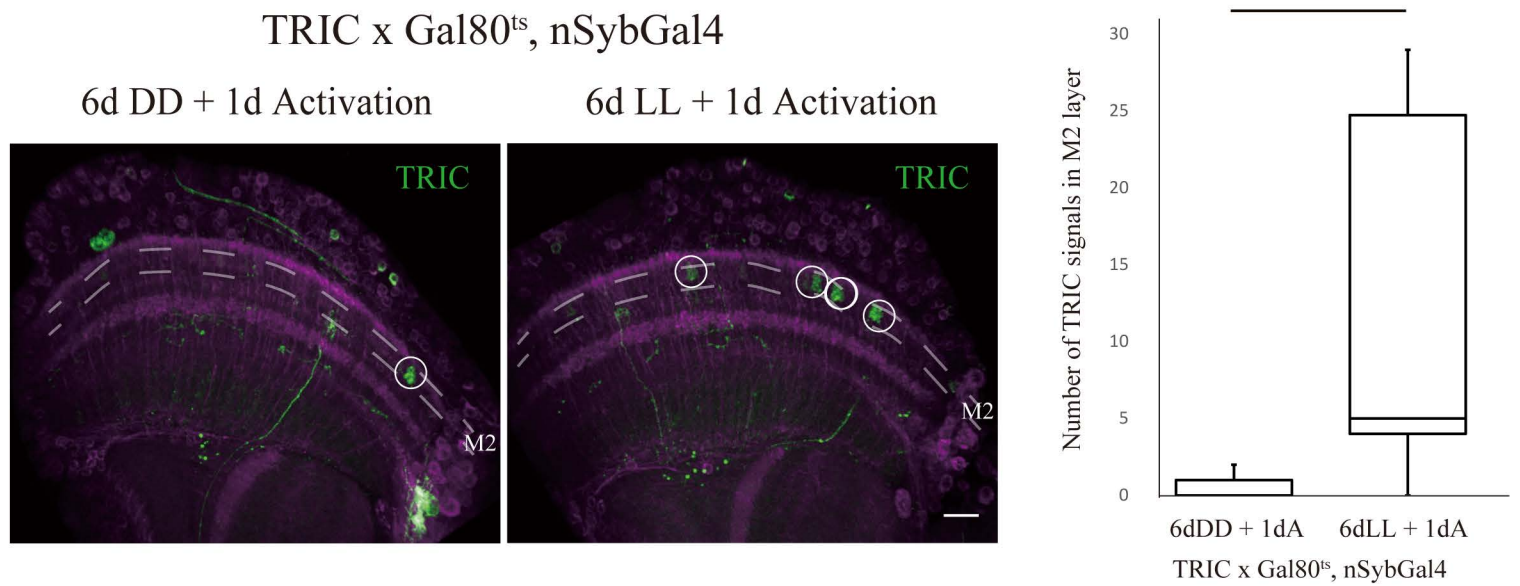 TRIC x Gal80ts, nSybGal4
6d DD + 1d Activation
6d LL + 1d Activation
TRIC
TRIC
M2
M2
Number of TRIC signals in M2 layer
30
25
20
15
10
5
0
6dDD + 1dA
6dLL + 1dA
TRIC x Gal80ts, nSybGal4